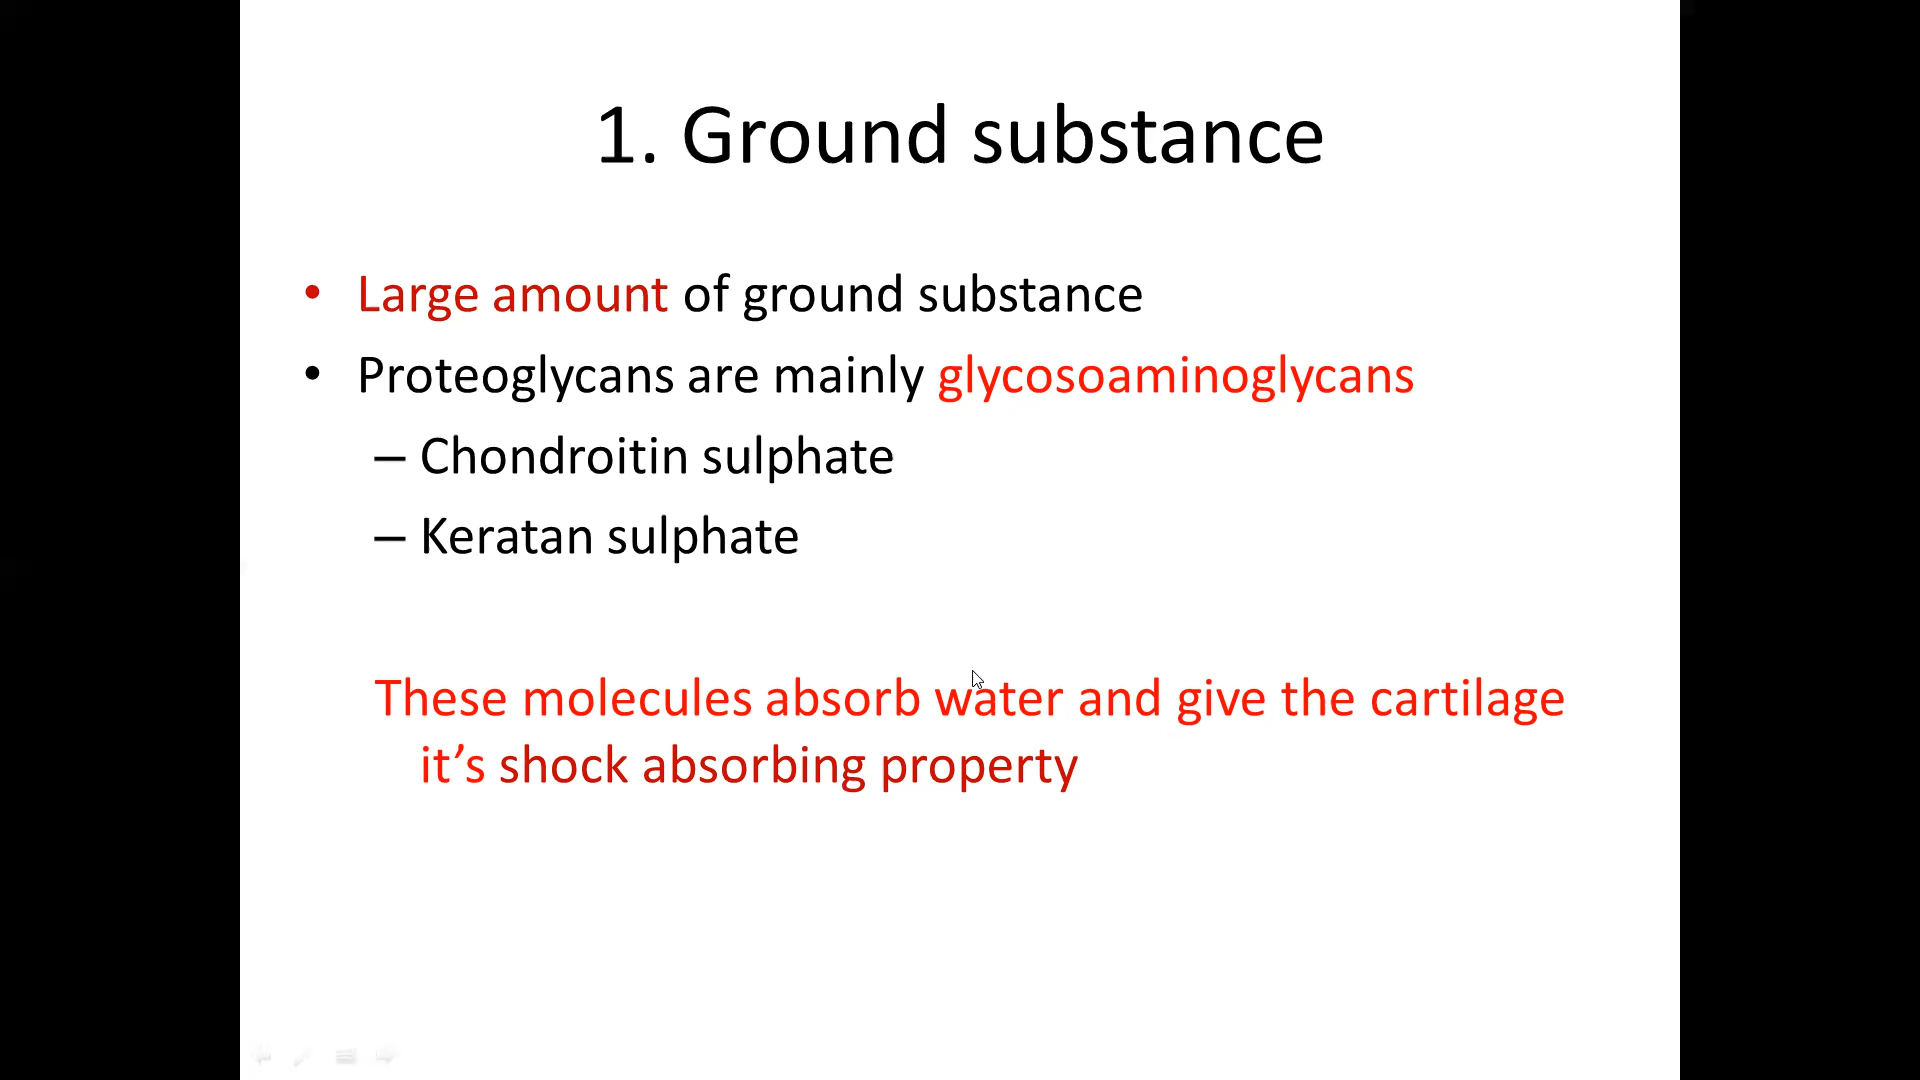 1. Ground substance
• Large amount of ground substance
• Proteoglycans are mainly glycosoaminoglycans
– Chondroitin sulphate
– Keratan sulphate
These molecules absorb water and give the cartilage
it’s shock absorbing property